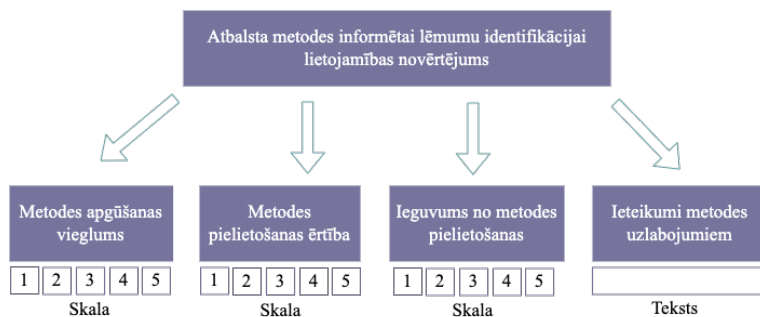 Atbalsta metodes informētai lēmumu identifikācijai
lietojamības novērtējums
Metodes apgūšanas
vieglums
Metodes
pielietošanas ērtība
Ieguvums no metodes
pielietošanas
Ieteikumi metodes
uzlabojumiem
1 2 3 4 5
Skala
1 2 3 4 5
Skala
1 2 3 4 5
Skala
Teksts